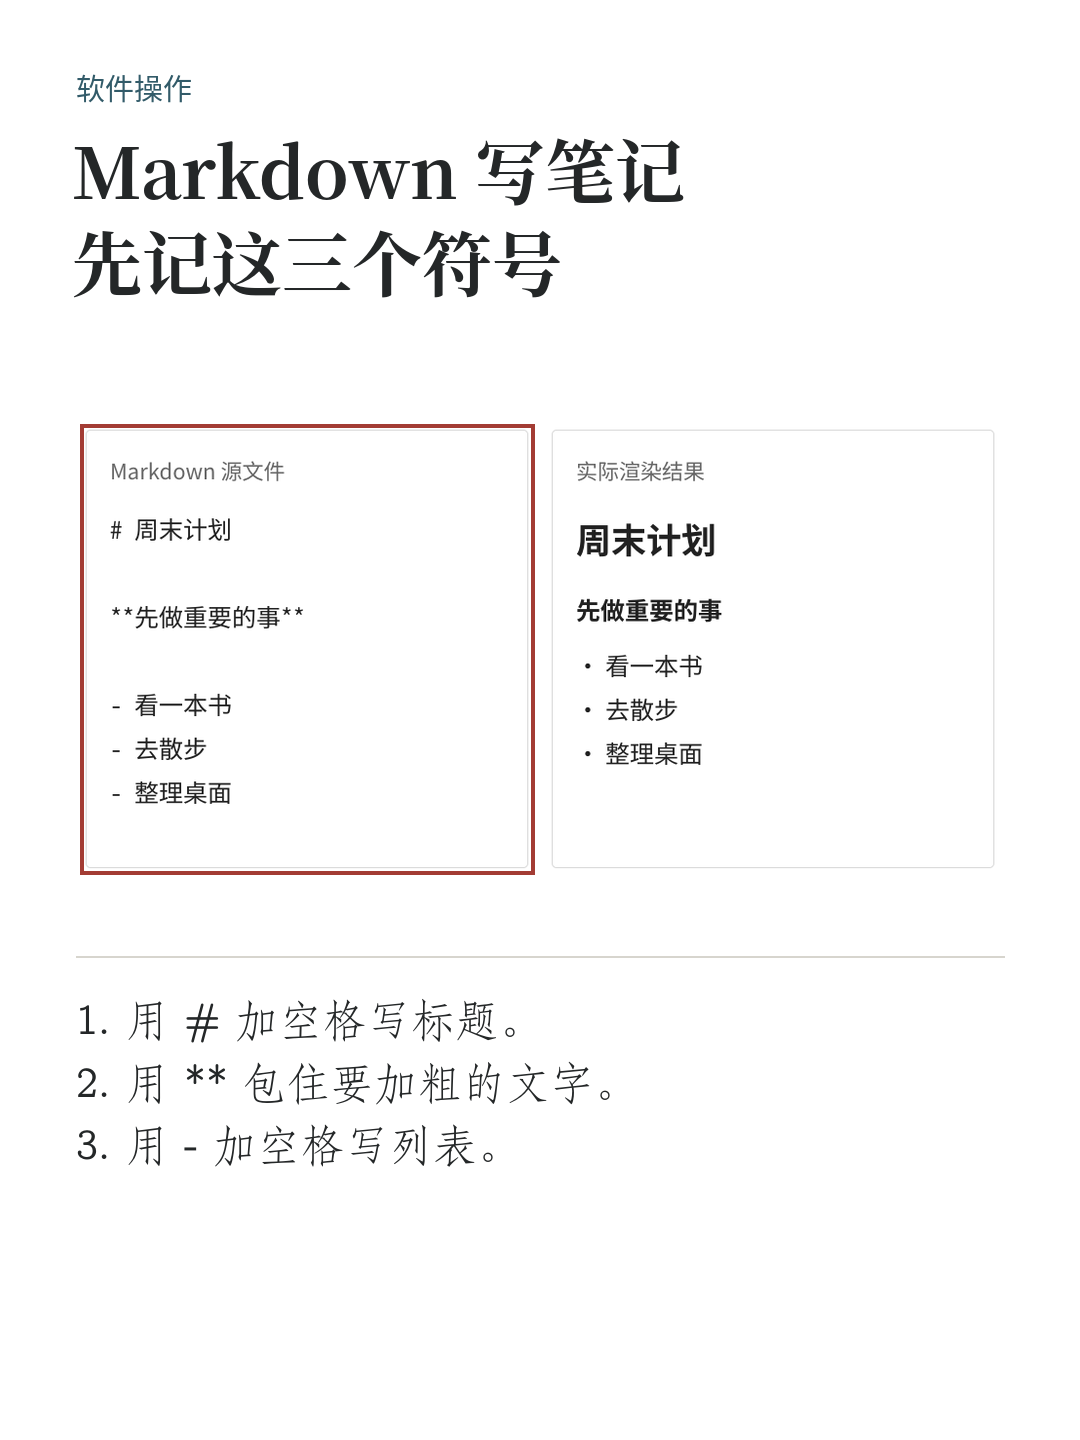 软件操作
Markdown 写笔记
先记这三个符号
Markdown 源文件
# 周末计划
**先做重要的事**
- 看一本书
- 去散步
- 整理桌面
实际渲染结果
周末计划
先做重要的事
• 看一本书
• 去散步
• 整理桌面
1. 用 # 加空格写标题。
2. 用 ** 包住要加粗的文字。
3. 用 - 加空格写列表。